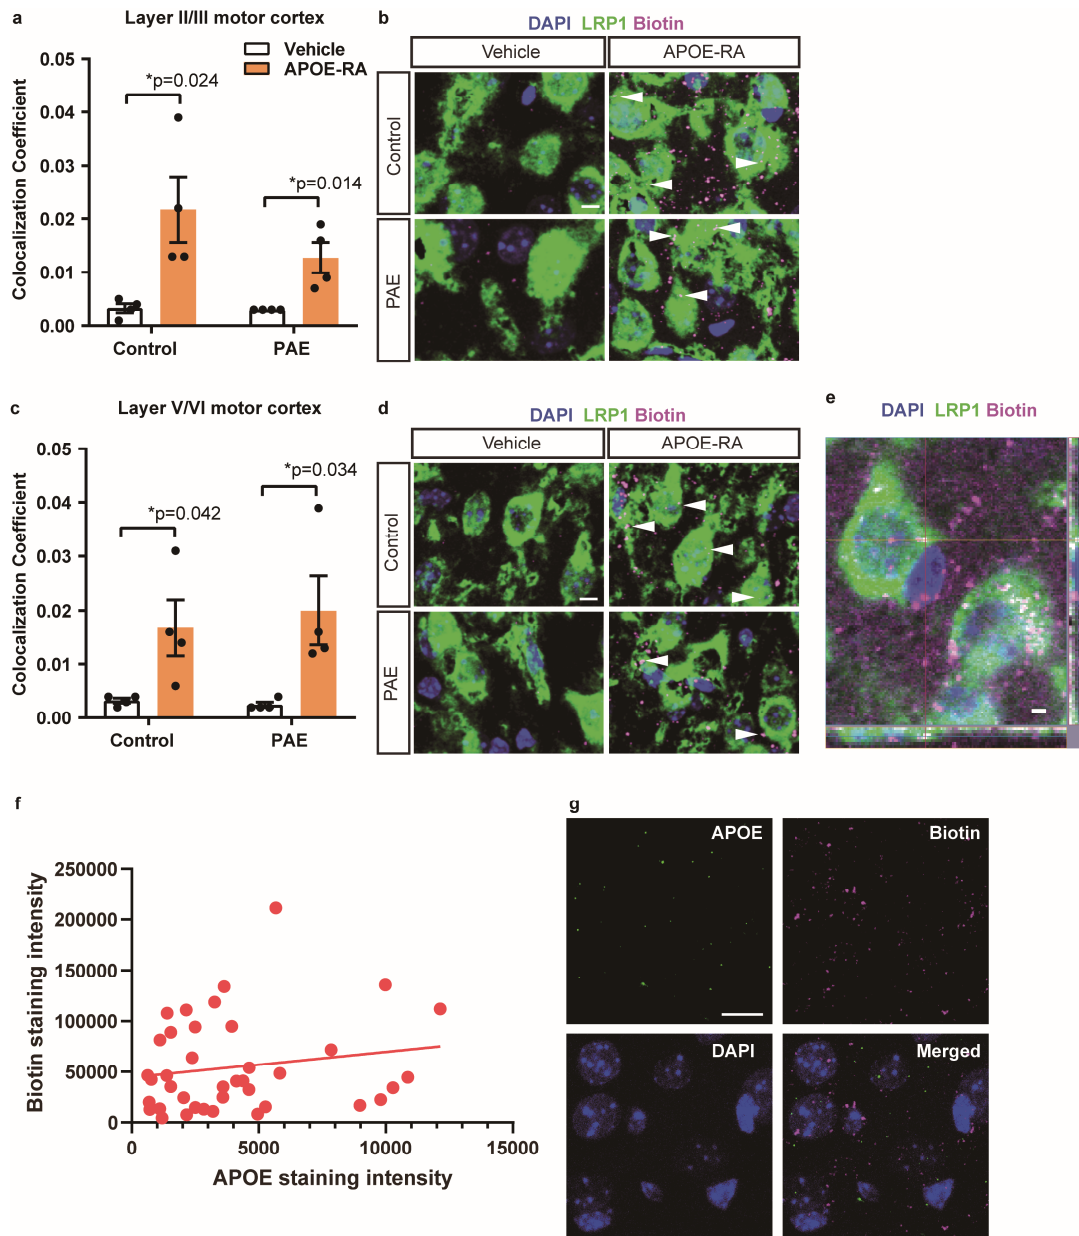 a
Layer II/III motor cortex
Vehicle
APOE-RA
Colocalization Coefficient
0.05
0.04
0.03
0.02
0.01
0.00
*p=0.024
*p=0.014
Control
PAE
b
DAPI LRP1 Biotin
Vehicle
APOE-RA
Control
PAE
c
Layer V/VI motor cortex
Colocalization Coefficient
0.05
0.04
0.03
0.02
0.01
0.00
*p=0.042
*p=0.034
Control
PAE
d
DAPI LRP1 Biotin
Vehicle
APOE-RA
Control
PAE
e
DAPI LRP1 Biotin
f
Biotin staining intensity
250000
200000
150000
100000
50000
0
0 5000 10000 15000
APOE staining intensity
g
APOE
Biotin
DAPI
Merged